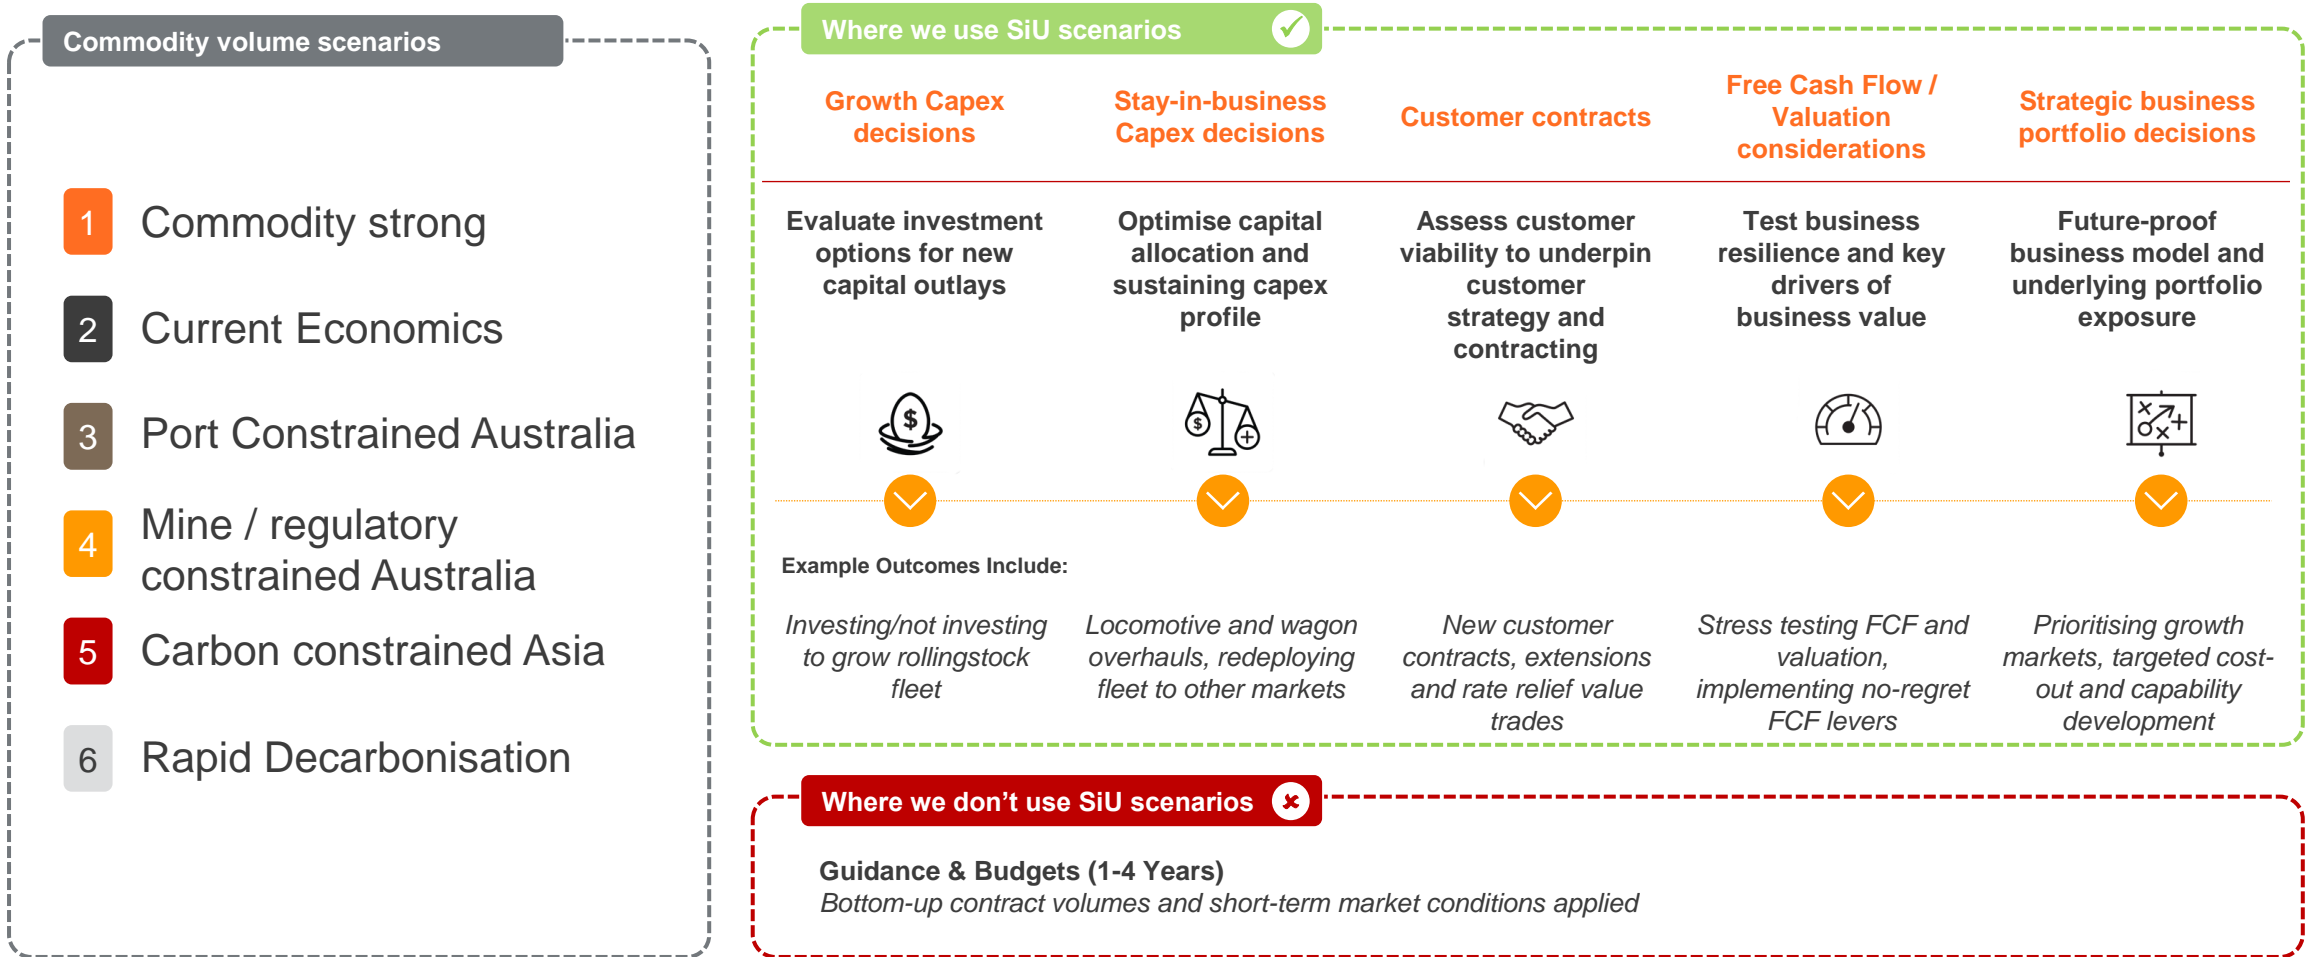 Commodity volume scenarios
1
Commodity strong
2
Current Economics
3
Port Constrained Australia
4
Mine / regulatory
constrained Australia
5
Carbon constrained Asia
6
Rapid Decarbonisation
Where we use SiU scenarios
Growth Capex
decisions
Evaluate investment
options for new
capital outlays
$
Stay-in-business
Capex decisions
Optimise capital
allocation and
sustaining capex
profile
$
Customer contracts
Assess customer
viability to underpin
customer
strategy and
contracting
Free Cash Flow /
Valuation
considerations
Test business
resilience and key
drivers of
business value
Strategic business
portfolio decisions
Future-proof
business model and
underlying portfolio
exposure
Example Outcomes Include:
Investing/not investing
to grow rollingstock
fleet
Locomotive and wagon
overhauls, redeploying
fleet to other markets
New customer
contracts, extensions
and rate relief value
trades
Stress testing FCF and
valuation,
implementing no-regret
FCF levers
Prioritising growth
markets, targeted cost-
out and capability
development
Where we don’t use SiU scenarios
Guidance & Budgets (1-4 Years)
Bottom-up contract volumes and short-term market conditions applied